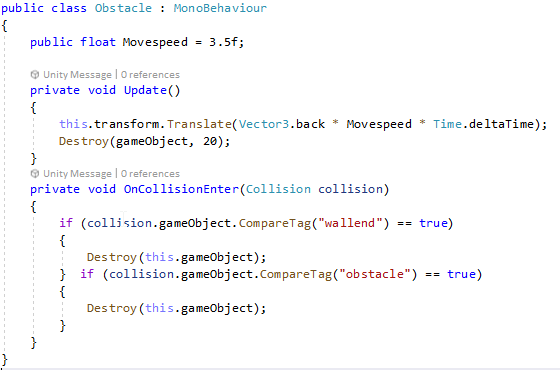 public class Obstacle : MonoBehaviour
{
    public float Movespeed = 3.5f;
    Unity Message | 0 references
    private void Update()
    {
        this.transform.Translate(Vector3.back * Movespeed * Time.deltaTime);
        Destroy(gameObject, 20);
    }
    Unity Message | 0 references
    private void OnCollisionEnter(Collision collision)
    {
        if (collision.gameObject.CompareTag("wallend") == true)
        {
            Destroy(this.gameObject);
        }  if (collision.gameObject.CompareTag("obstacle") == true)
        {
            Destroy(this.gameObject);
        }
    }
}